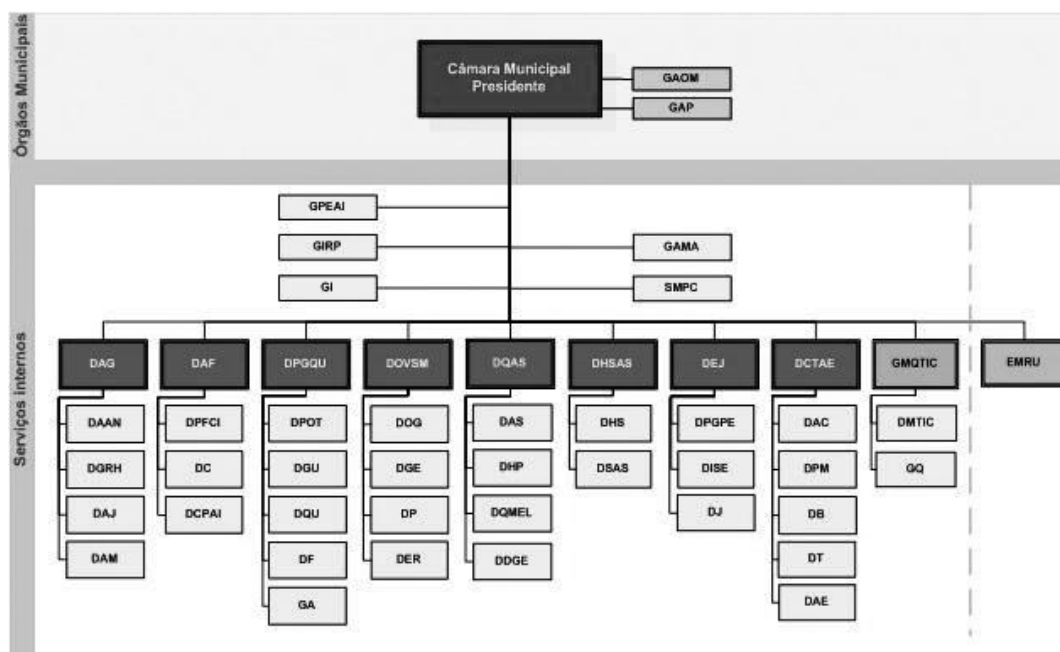 Órgãos Municipais
Câmara Municipal
Presidente
GAOM
GAP
Serviços internos
GPEAI
GIRP
GAMA
GI
SMPC
DAG
DAF
DPGQU
DOVSM
DQAS
DHSAS
DEJ
DCTAE
GMQTIC
EMRU
DAAN
DPFCI
DPOT
DOG
DAS
DHS
DPGPE
DAC
DMTIC
DGRH
DC
DGU
DGE
DHP
DSAS
DISE
DPM
GQ
DAJ
DCPAI
DQU
DP
DQMEL
DJ
DB
DAM
DF
DER
DDGE
DT
GA
DAE